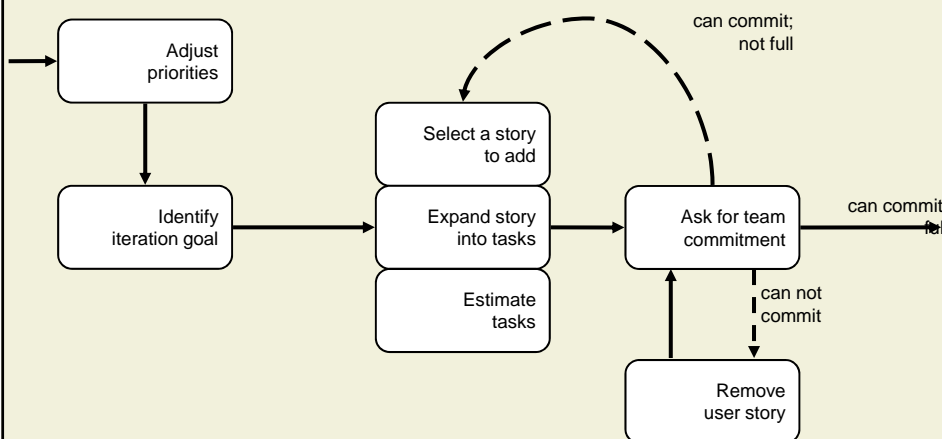 can commit;
not full
Adjust
priorities
Select a story
to add
Identify
iteration goal
Expand story
into tasks
Ask for team
commitment
can commit
full
Estimate
tasks
can not
commit
Remove
user story